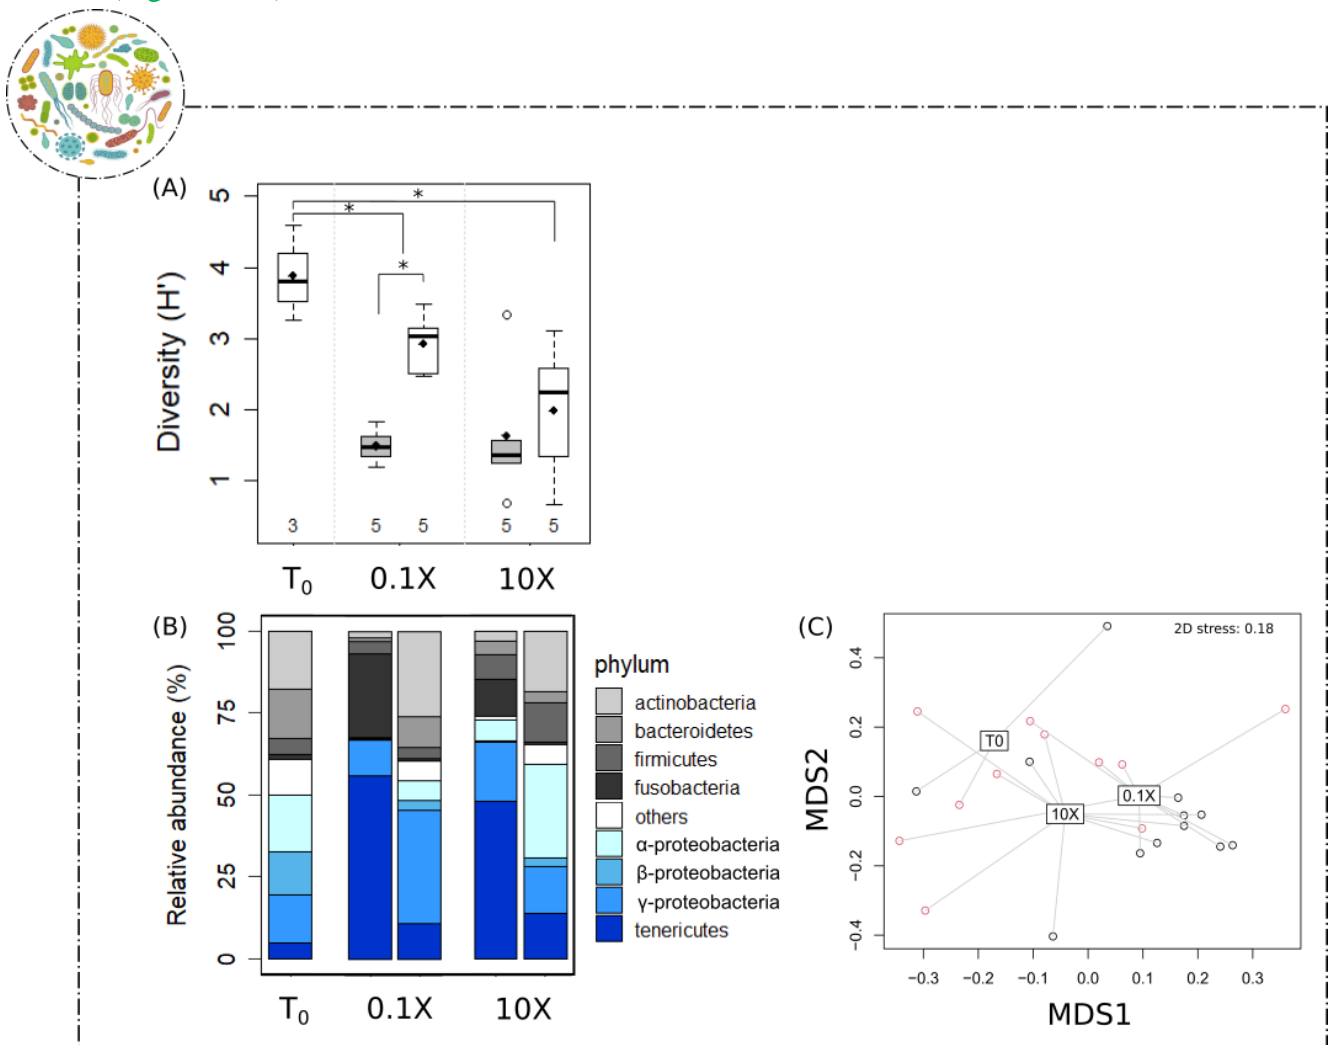 (A)
5
4
3
2
1
Diversity (H')
*
*
*
3
5
5
5
5
T0
0.1X
10X
(B)
100
75
50
25
0
Relative abundance (%)
T0
0.1X
10X
phylum
actinobacteria
bacteroidetes
firmicutes
fusobacteria
others
α-proteobacteria
β-proteobacteria
γ-proteobacteria
tenericutes
(C)
2D stress: 0.18
0.4
0.2
0.0
−0.2
−0.4
MDS2
T0
0.1X
10X
−0.3
−0.2
−0.1
0.0
0.1
0.2
0.3
MDS1